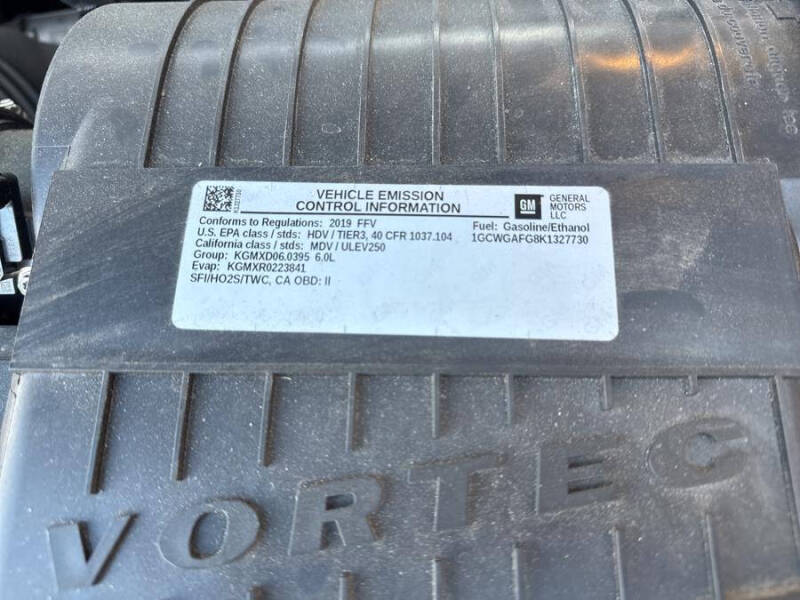 VEHICLE EMISSION
CONTROL INFORMATION
K1327730
GM
GENERAL
MOTORS
LLC
Conforms to Regulations: 2019 FFV
Fuel: Gasoline/Ethanol
U.S. EPA class / stds: HDV / TIER3, 40 CFR 1037.104
1GCWGAFG8K1327730
California class / stds: MDV / ULEV250
Group: KGMXD06.0395 6.0L
Evap: KGMXR0223841
SFI/HO2S/TWC, CA OBD: II
VORTEC